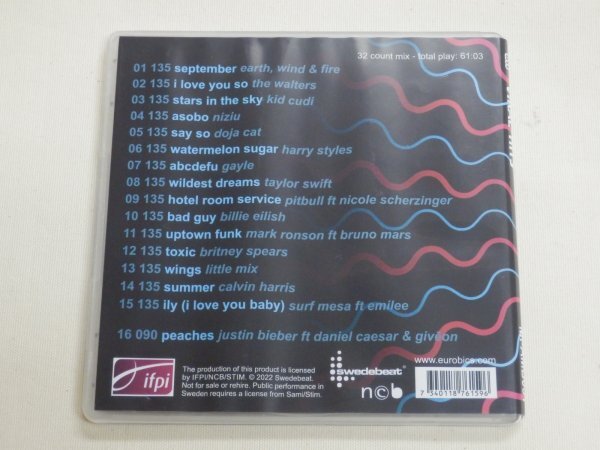 32 count mix - total play: 61:03
01 135 september earth, wind & fire
02 135 i love you so the walters
03 135 stars in the sky kid cudi
04 135 asobo niziu
05 135 say so doja cat
06 135 watermelon sugar harry styles
07 135 abcdefu gayle
08 135 wildest dreams taylor swift
09 135 hotel room service pitbull ft nicole scherzinger
10 135 bad guy billie eilish
11 135 uptown funk mark ronson ft bruno mars
12 135 toxic britney spears
13 135 wings little mix
14 135 summer calvin harris
15 135 ily (i love you baby) surf mesa ft emilee
16 090 peaches justin bieber ft daniel caesar & giveon
ifpi
The production of this product is licensed
by IFPI/NCB/STIM. © 2022 Swedebeat.
Not for sale or rehire. Public performance in
Sweden requires a license from Sami/Stim.
swedebeat
ncb
www.eurobics.com
7 340118 761596